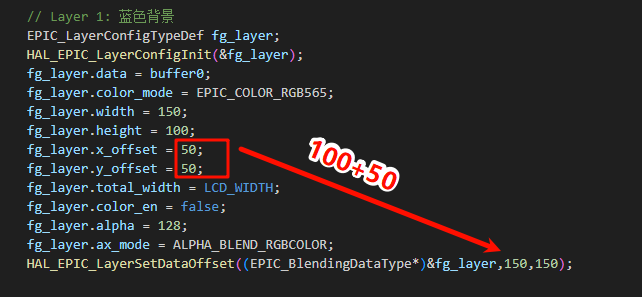 // Layer 1: 蓝色背景
EPIC_LayerConfigTypeDef fg_layer;
HAL_EPIC_LayerConfigInit(&fg_layer);
fg_layer.data = buffer0;
fg_layer.color_mode = EPIC_COLOR_RGB565;
fg_layer.width = 150;
fg_layer.height = 100;
fg_layer.x_offset = 50;
fg_layer.y_offset = 50;
100+50
fg_layer.total_width = LCD_WIDTH;
fg_layer.color_en = false;
fg_layer.alpha = 128;
fg_layer.ax_mode = ALPHA_BLEND_RGBCOLOR;
HAL_EPIC_LayerSetDataOffset((EPIC_BlendingDataType*)&fg_layer,150,150);